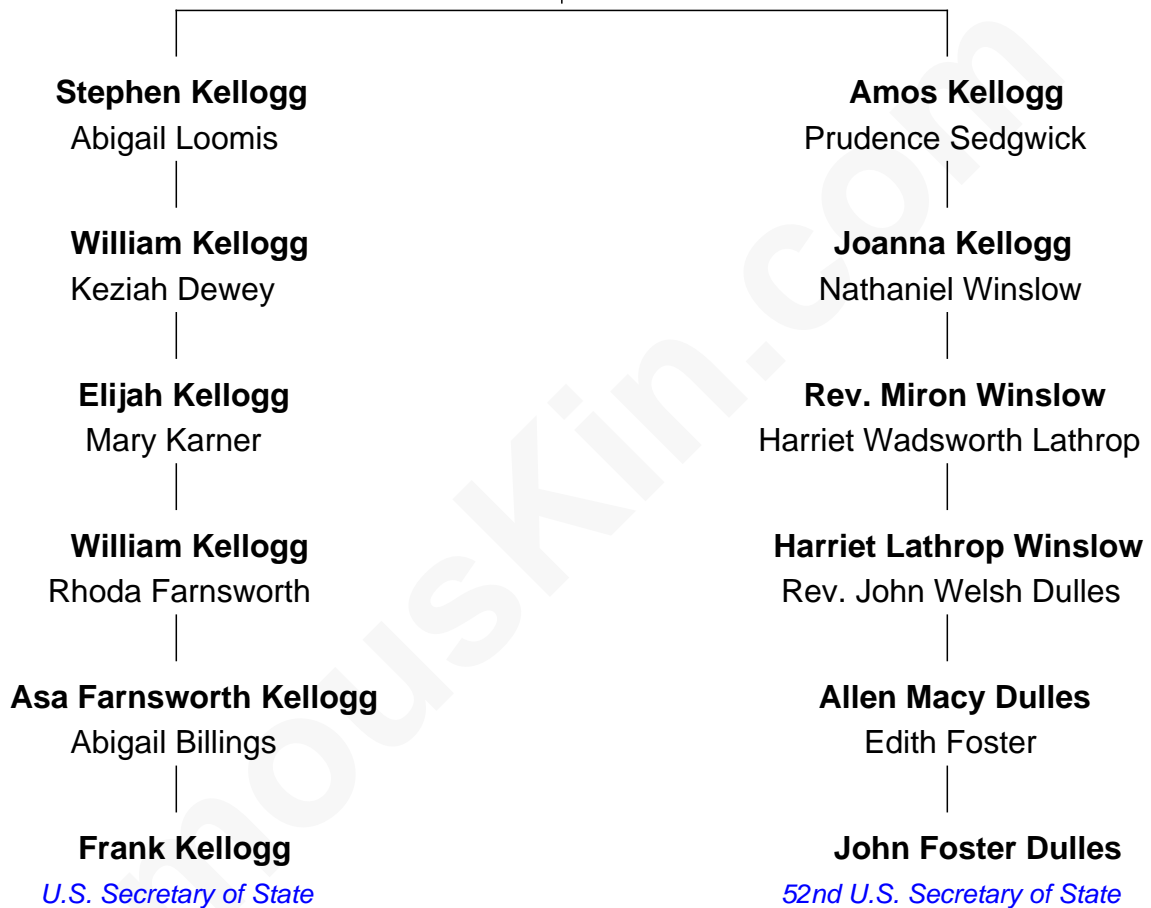 Stephen Kellogg
Abigail Loomis
William Kellogg
Keziah Dewey
Elijah Kellogg
Mary Karner
William Kellogg
Rhoda Farnsworth
Asa Farnsworth Kellogg
Abigail Billings
Frank Kellogg
U.S. Secretary of State
Amos Kellogg
Prudence Sedgwick
Joanna Kellogg
Nathaniel Winslow
Rev. Miron Winslow
Harriet Wadsworth Lathrop
Harriet Lathrop Winslow
Rev. John Welsh Dulles
Allen Macy Dulles
Edith Foster
John Foster Dulles
52nd U.S. Secretary of State
mousKin.com